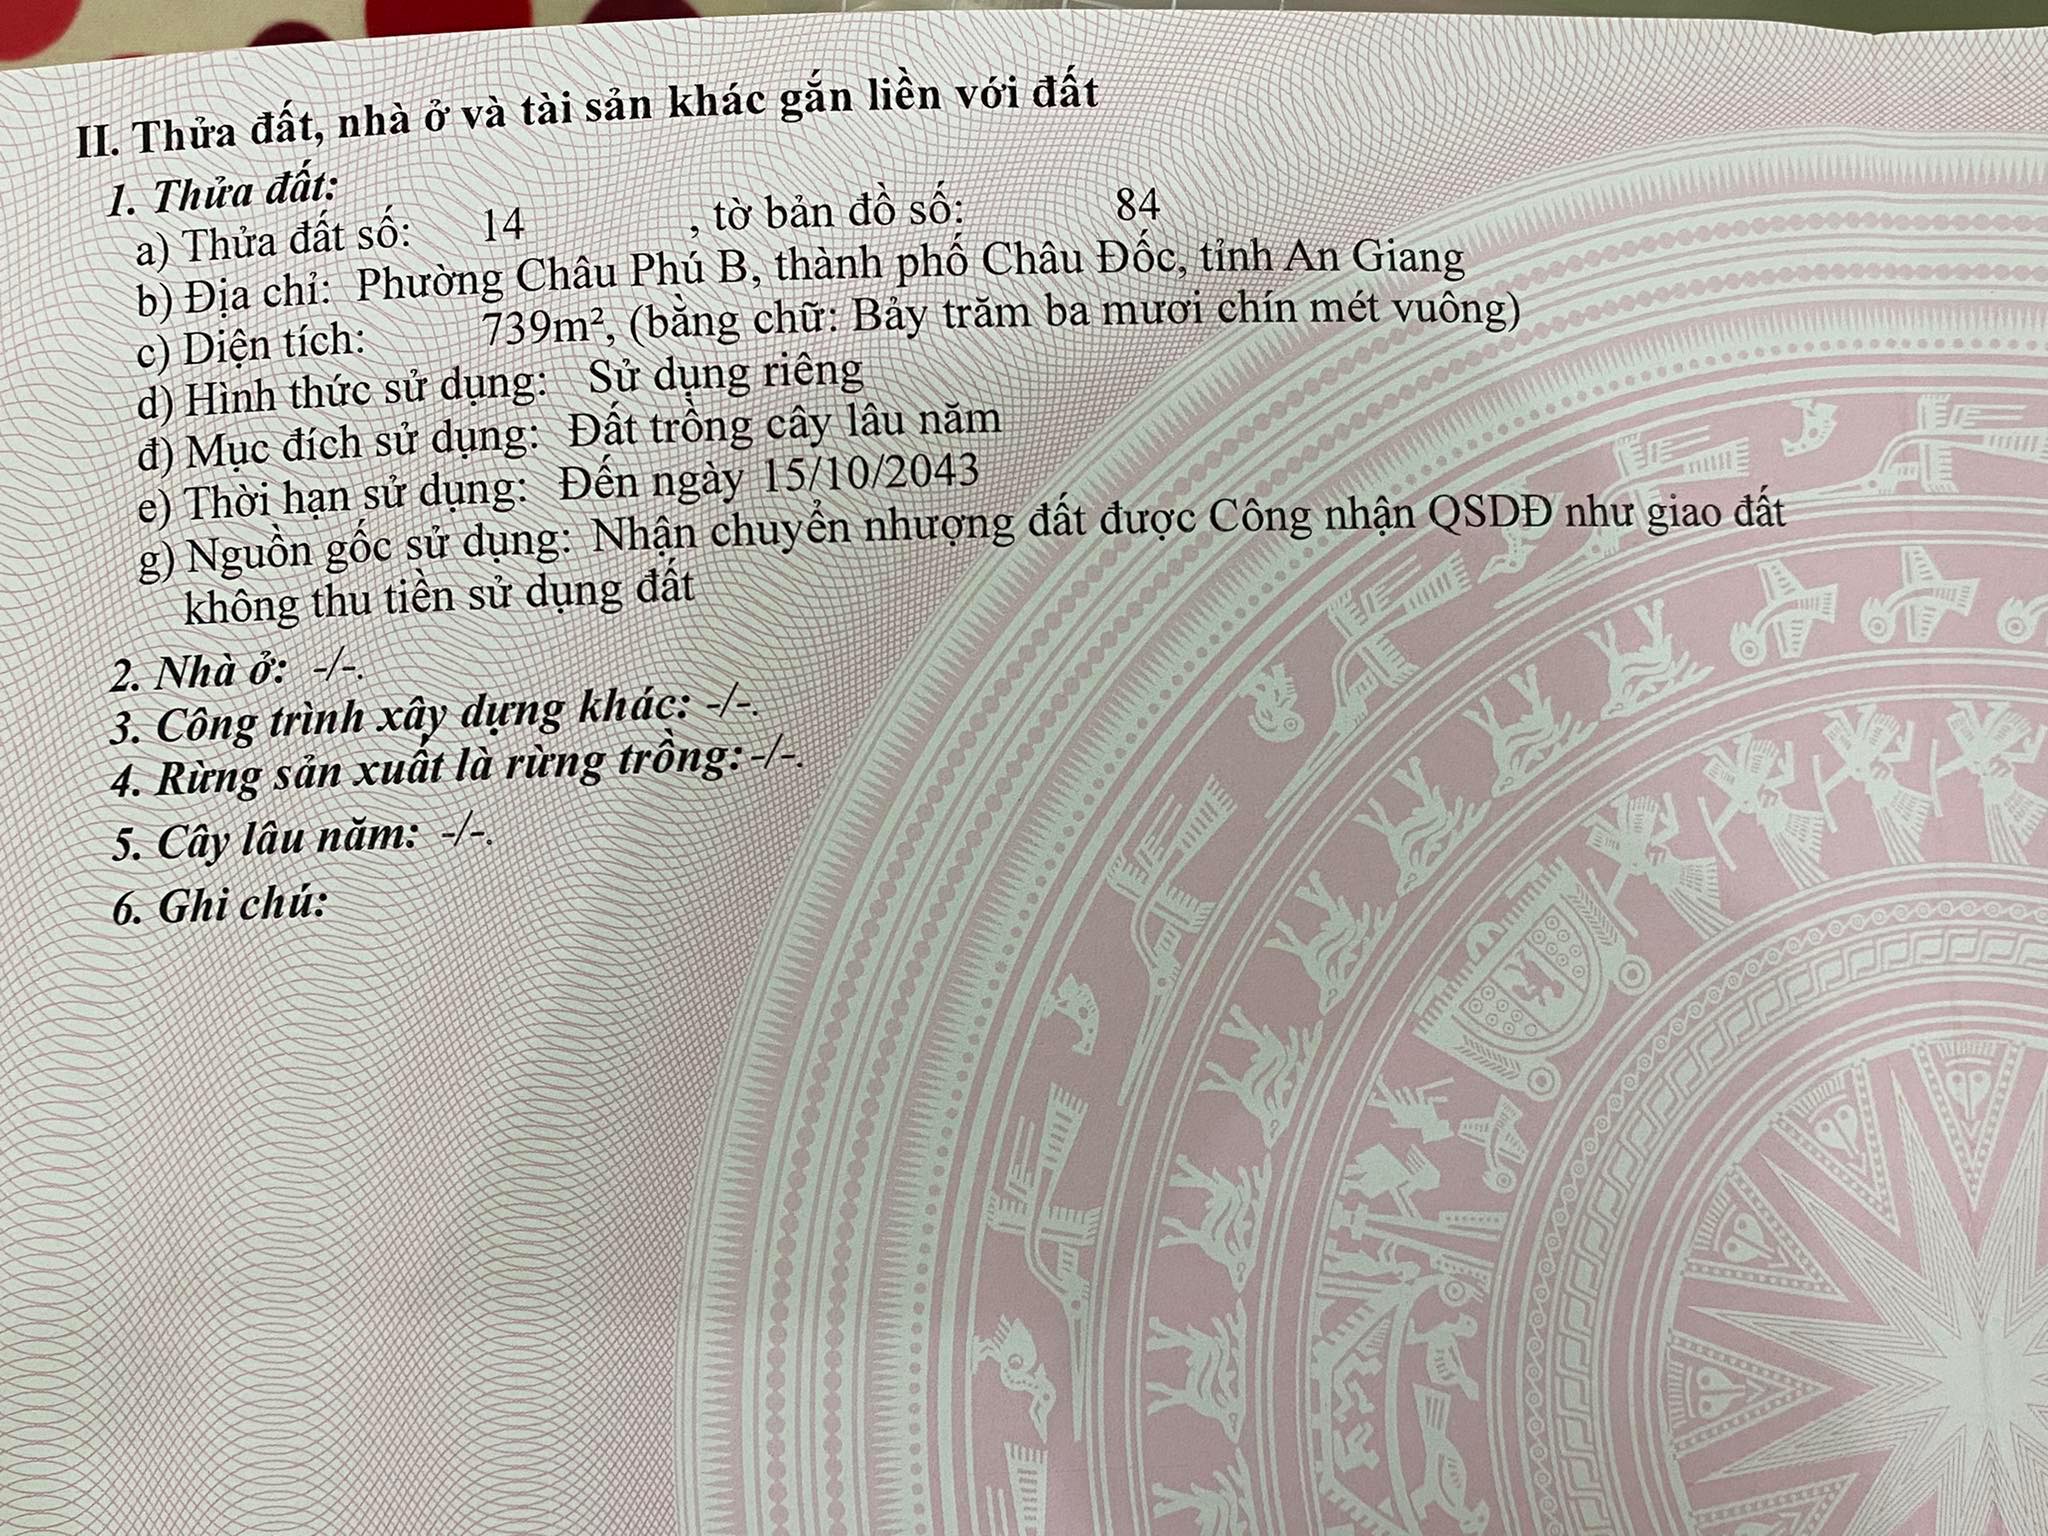 II. Thửa đất, nhà ở và tài sản khác gắn liền với đất
1. Thửa đất:
a) Thửa đất số: 14 , tờ bản đồ số: 84
b) Địa chỉ: Phường Châu Phú B, thành phố Châu Đốc, tỉnh An Giang
c) Diện tích: 739m², (bằng chữ: Bảy trăm ba mươi chín mét vuông)
d) Hình thức sử dụng: Sử dụng riêng
đ) Mục đích sử dụng: Đất trồng cây lâu năm
e) Thời hạn sử dụng: Đến ngày 15/10/2043
g) Nguồn gốc sử dụng: Nhận chuyển nhượng đất được Công nhận QSDĐ như giao đất
không thu tiền sử dụng đất
2. Nhà ở: -/-.
3. Công trình xây dựng khác: -/-.
4. Rừng sản xuất là rừng trồng: -/-.
5. Cây lâu năm: -/-.
6. Ghi chú: